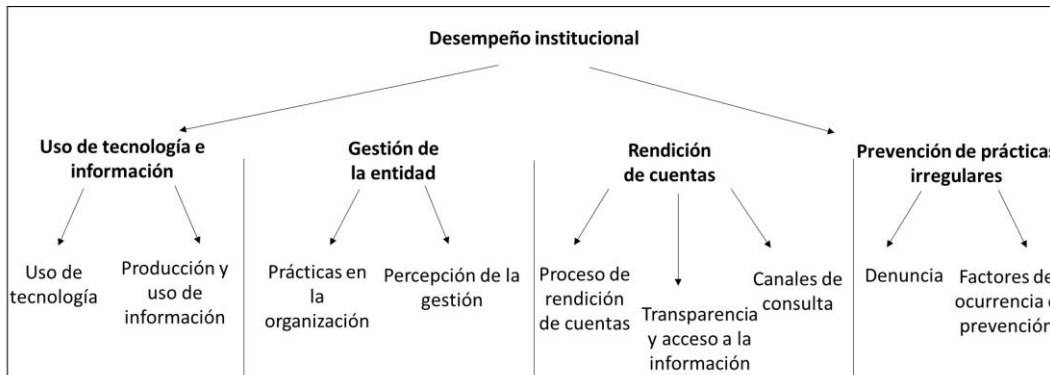 Desempeño institucional
Uso de tecnología e
información
Gestión de
la entidad
Rendición
de cuentas
Prevención de prácticas
irregulares
Uso de
tecnología
Producción y
uso de
información
Prácticas en
la
organización
Percepción de la
gestión
Proceso de
rendición
de cuentas
Transparencia
y acceso a la
información
Canales de
consulta
Denuncia
Factores de
ocurrencia
prevención